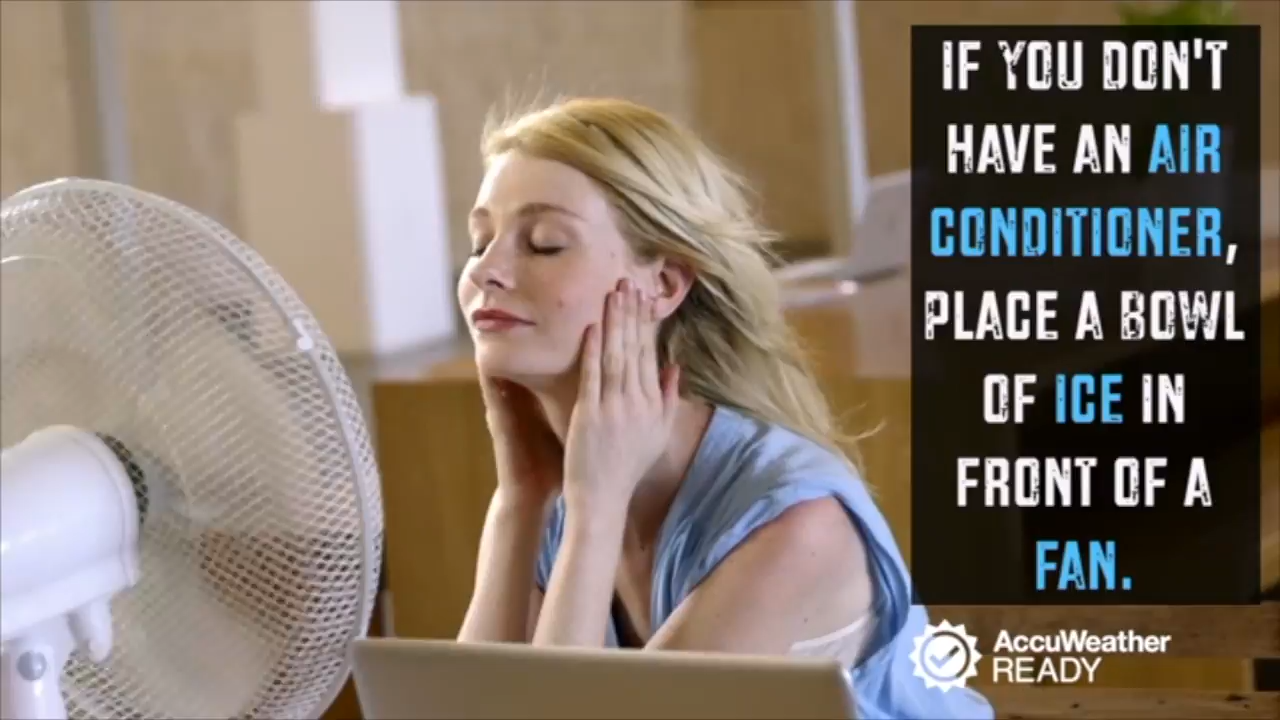 IF YOU DON'T
HAVE AN AIR
CONDITIONER,
PLACE A BOWL
OF ICE IN
FRONT OF A
FAN.
AccuWeather
READY